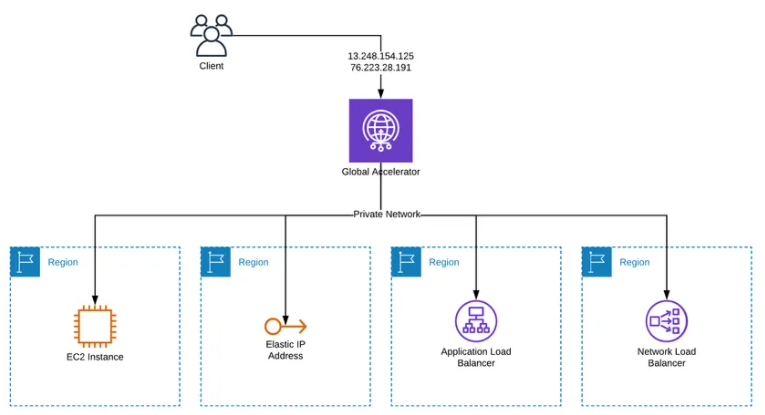 Client
13.248.154.125
76.223.28.191
Global Accelerator
Private Network
Region
Region
Region
Region
EC2 Instance
Elastic IP
Address
Application Load
Balancer
Network Load
Balancer